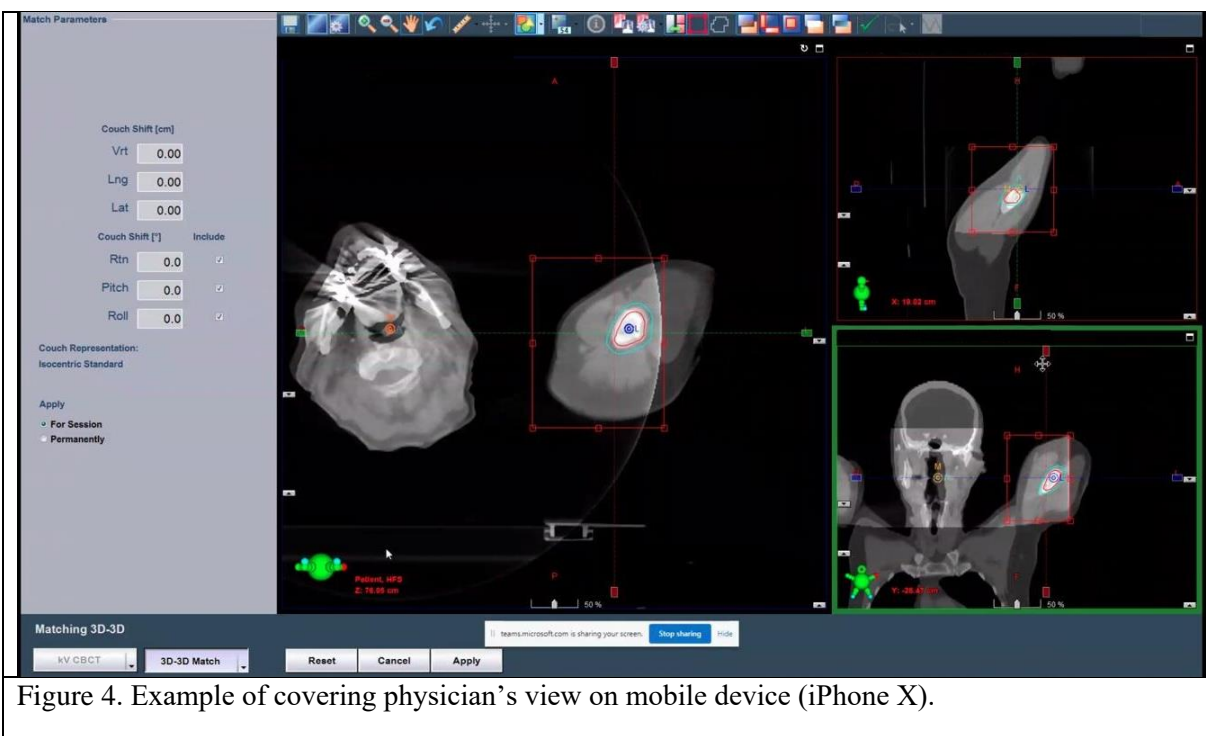 Match Parameters
54
Couch Shift [cm]
Vrt 0.00
Lng 0.00
Lat 0.00
Couch Shift [°] Include
Rtn 0.0
Pitch 0.0
Roll 0.0
Couch Representation:
Isocentric Standard
Apply
For Session
Permanently
A
L
Patient, HFS
Z: 76.05 cm
P
50 %
H
L
X: 19.02 cm
50 %
H
M
L
50 %
Matching 3D-3D
teams.microsoft.com is sharing your screen. Stop sharing Hide
kV CBCT 3D-3D Match Reset Cancel Apply
Figure 4. Example of covering physician’s view on mobile device (iPhone X).